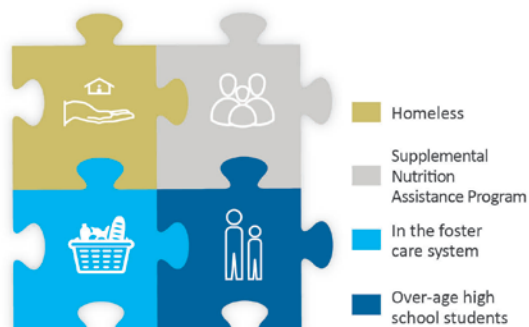 Homeless
Supplemental
Nutrition
Assistance Program
In the foster
care system
Over-age high
school students